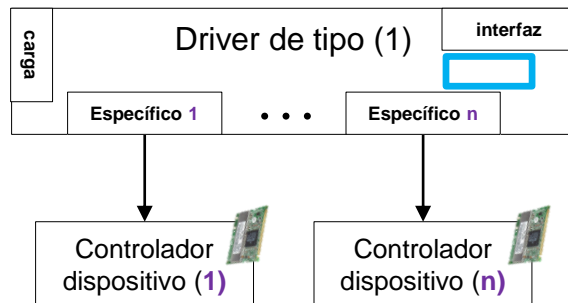 carga
Driver de tipo (1)
interfaz
Específico 1
• • •
Específico n
Controlador
dispositivo (1)
Controlador
dispositivo (n)